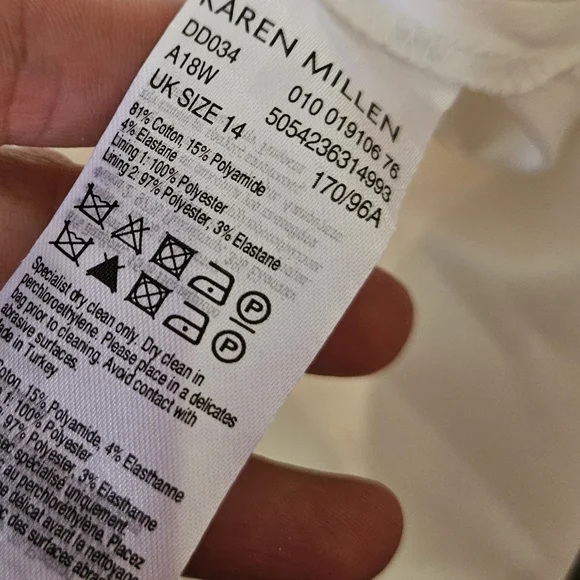 KAREN MILLEN
DD034
010 019106 76
A18W
5054236314993
UK SIZE 14
170/96A
81% Cotton, 15% Polyamide
4% Elastane
Lining 1: 100% Polyester
Lining 2: 97% Polyester, 3% Elastane
P
P
Specialist dry clean only. Dry clean in
perchloroethylene. Please place in a delicates
bag prior to cleaning. Avoid contact with
abrasive surfaces.
in Turkey
15% Polyamide, 4% Elasthanne
1: 100% Polyester
97% Polyester, 3% Elasthanne
spécialisé uniquement.
au perchloroéthylène. Placez
délicat avant le nettoyage
des surfaces